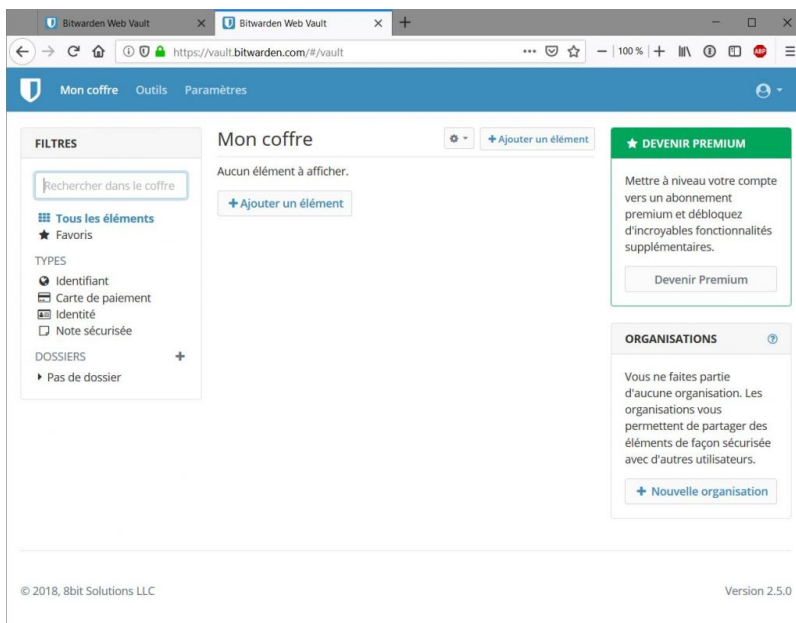 Bitwarden Web Vault
Bitwarden Web Vault
https://vault.bitwarden.com/#/vault
100 %
ABP
Mon coffre
Outils
Paramètres
FILTRES
Rechercher dans le coffre
Tous les éléments
Favoris
TYPES
Identifiant
Carte de paiement
Identité
Note sécurisée
DOSSIERS
Pas de dossier
Mon coffre
Ajouter un élément
Aucun élément à afficher.
Ajouter un élément
DEVENIR PREMIUM
Mettre à niveau votre compte
vers un abonnement
premium et débloquez
d'incroyables fonctionnalités
supplémentaires.
Devenir Premium
ORGANISATIONS
Vous ne faites partie
d'aucune organisation. Les
organisations vous
permettent de partager des
éléments de façon sécurisée
avec d'autres utilisateurs.
Nouvelle organisation
© 2018, 8bit Solutions LLC
Version 2.5.0